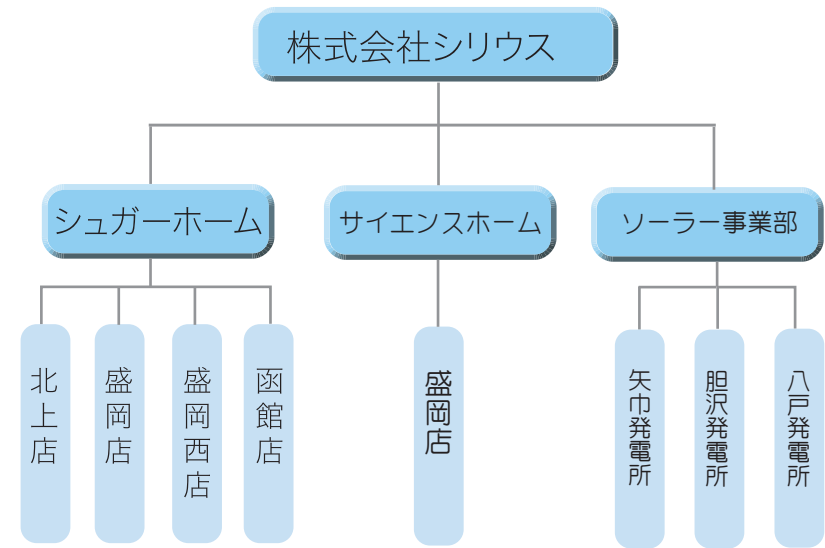 株式会社シリウス
シュガーホーム
サイエンスホーム
ソーラー事業部
北上店
盛岡店
盛岡西店
函館店
盛岡店
矢巾発電所
胆沢発電所
八戸発電所